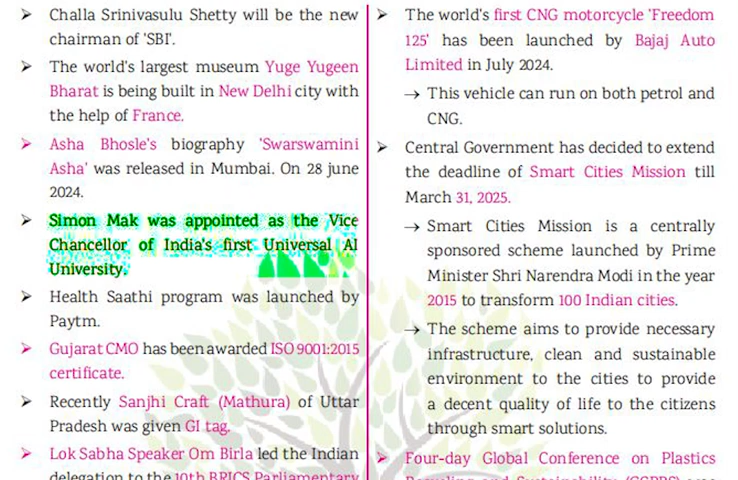 Challa Srinivasulu Shetty will be the new
chairman of 'SBI'.
The world's largest museum Yuge Yugeen
Bharat is being built in New Delhi city with
the help of France.
Asha Bhosle's biography 'Swarswamini
Asha' was released in Mumbai. On 28 june
2024.
Simon Mak was appointed as the Vice
Chancellor of India's first Universal AI
University.
Health Saathi program was launched by
Paytm.
Gujarat CMO has been awarded ISO 9001:2015
certificate.
Recently Sanjhi Craft (Mathura) of Uttar
Pradesh was given GI tag.
Lok Sabha Speaker Om Birla led the Indian
delegation to the 10th BRICS Parliamentary
The world's first CNG motorcycle 'Freedom
125' has been launched by Bajaj Auto
Limited in July 2024.
→ This vehicle can run on both petrol and
CNG.
Central Government has decided to extend
the deadline of Smart Cities Mission till
March 31, 2025.
→ Smart Cities Mission is a centrally
sponsored scheme launched by Prime
Minister Shri Narendra Modi in the year
2015 to transform 100 Indian cities.
→ The scheme aims to provide necessary
infrastructure, clean and sustainable
environment to the cities to provide
a decent quality of life to the citizens
through smart solutions.
Four-day Global Conference on Plastics
Recycling and Sustainability (GCPRS) was